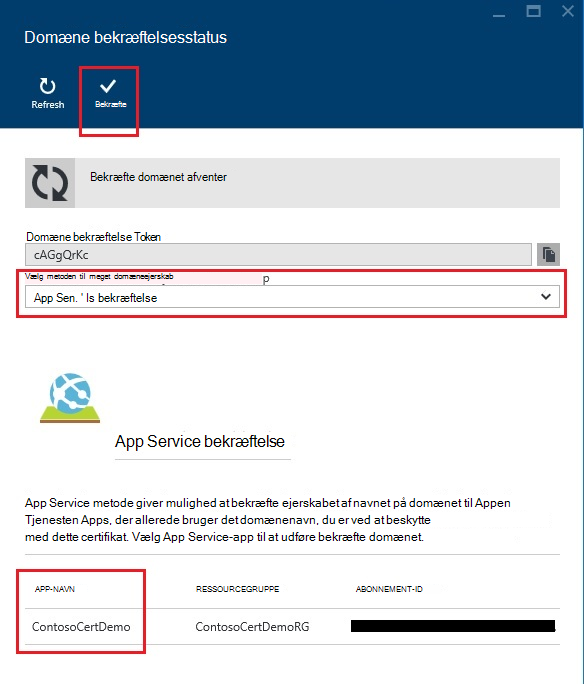 Domæne bekræftelsesstatus
Refresh
Bekræfte
Bekræfte domænet afventer
Domæne bekræftelse Token
cAGgQrKc
Vælg metoden til meget domæneejerskab
p
App Sen. ' Is bekræftelse
App Service bekræftelse
App Service metode giver mulighed at bekræfte ejerskabet af navnet på domænet til Appen
Tjenesten Apps, der allerede bruger det domænenavn, du er ved at beskytte
med dette certifikat. Vælg App Service-app til at udføre bekræfte domænet.
APP-NAVN RESSOURCEGRUPPE ABONNEMENT-ID
ContosoCertDemo ContosoCertDemoRG